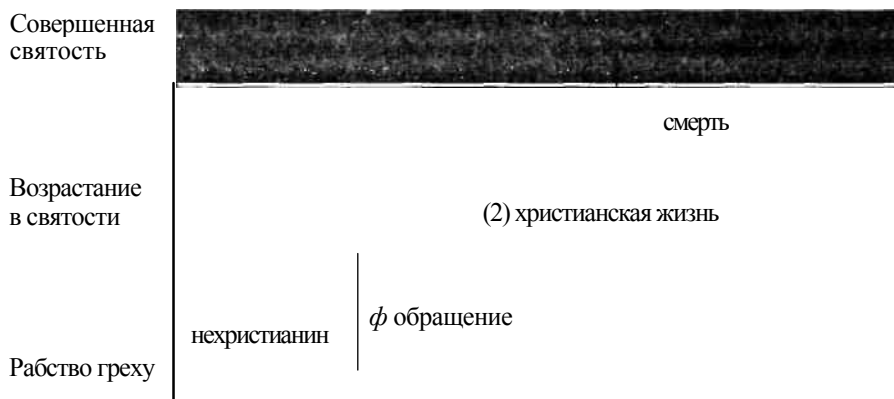 Совершенная
святость
смерть
Возрастание
в святости
(2) христианская жизнь
ф обращение
нехристианин
Рабство греху